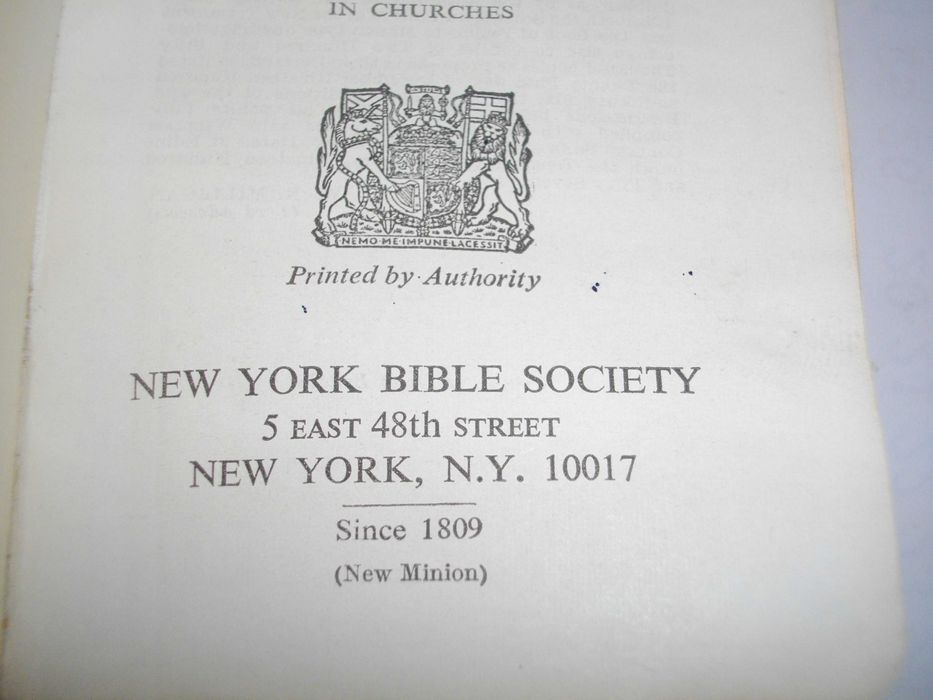 IN CHURCHES
NEMO·ME·IMPUNE·LACESSIT
Printed by Authority
NEW YORK BIBLE SOCIETY
5 EAST 48th STREET
NEW YORK, N.Y. 10017
Since 1809
(New Minion)